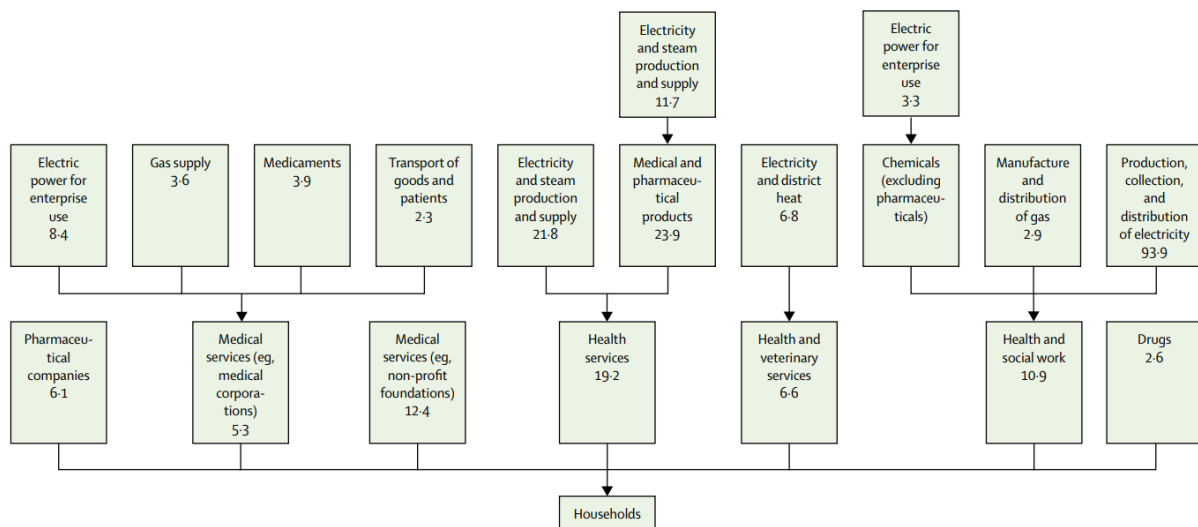 Electricity
and steam
production
and supply
11·7
Electric
power for
enterprise
use
3·3
Electric
power for
enterprise
use
8·4
Gas supply
3·6
Medicaments
3·9
Transport of
goods and
patients
2·3
Electricity
and steam
production
and supply
21·8
Medical and
pharmaceu-
tical
products
23·9
Electricity
and district
heat
6·8
Chemicals
(excluding
pharmaceu-
ticals)
Manufacture
and
distribution
of gas
2·9
Production,
collection,
and
distribution
of electricity
93·9
Pharmaceu-
tical
companies
6·1
Medical
services (eg,
medical
corpora-
tions)
5·3
Medical
services (eg,
non-profit
foundations)
12·4
Health
services
19·2
Health and
veterinary
services
6·6
Health and
social work
10·9
Drugs
2·6
Households